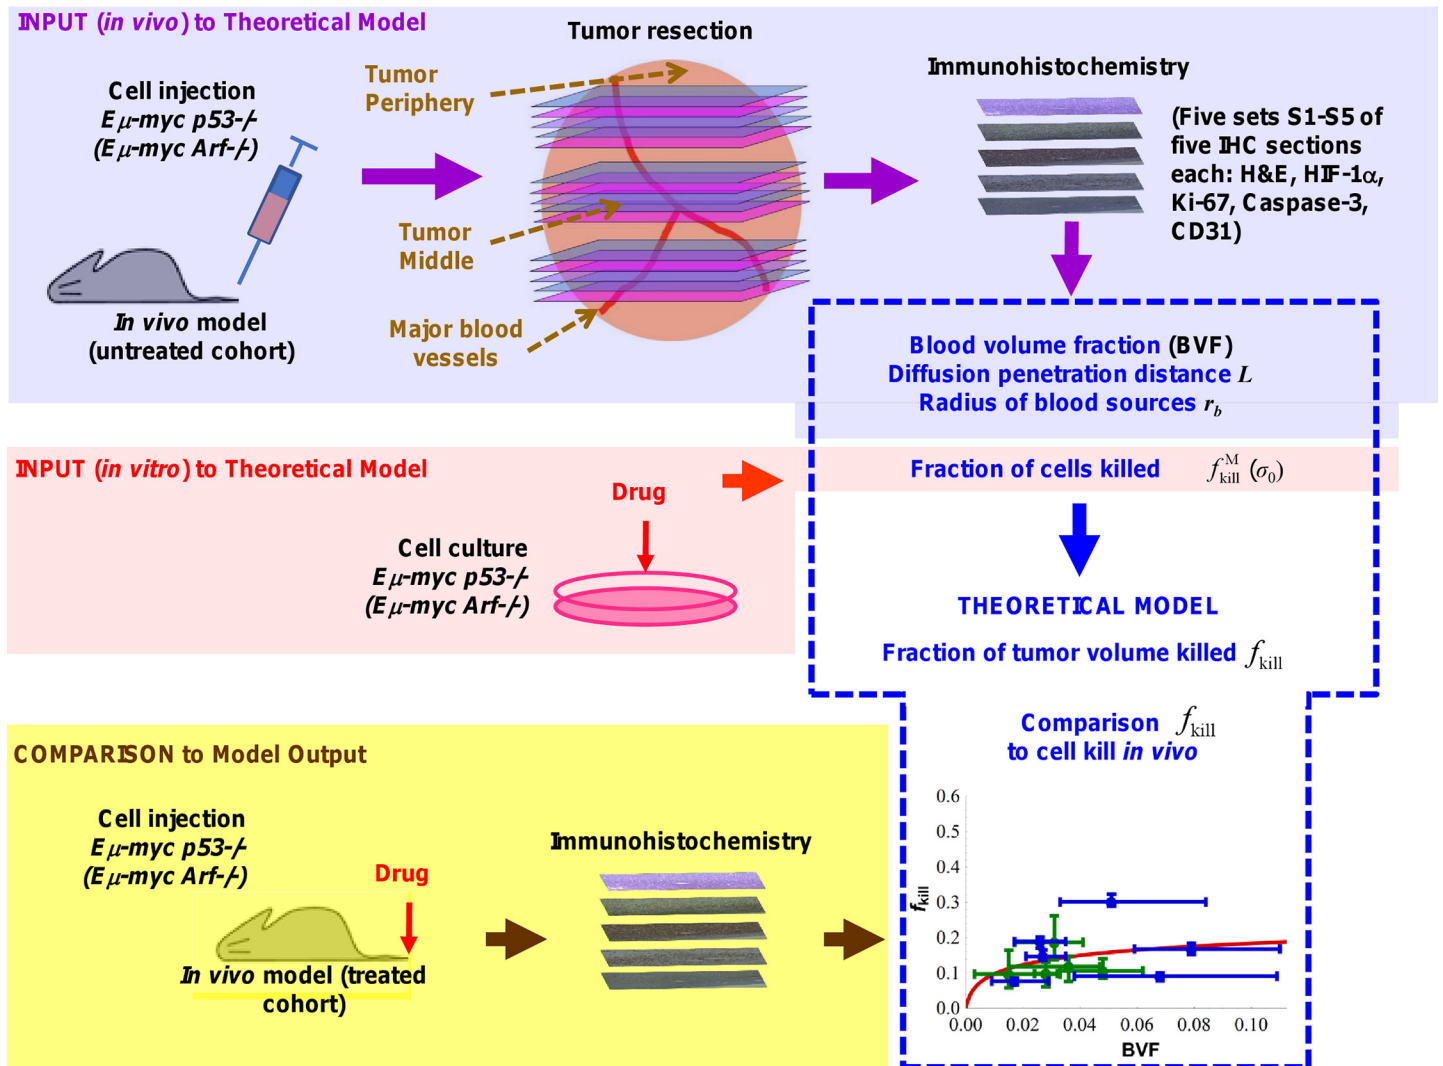 INPUT (in vivo) to Theoretical Model
Cell injection
Eμ-myc p53-/-
(Eμ-myc Arf-/-)
In vivo model
(untreated cohort)
Tumor resection
Tumor
Periphery
Tumor
Middle
Major blood
vessels
Immunohistochemistry
(Five sets S1-S5 of
five IHC sections
each: H&E, HIF-1α,
Ki-67, Caspase-3,
CD31)
Blood volume fraction (BVF)
Diffusion penetration distance L
Radius of blood sources r_b
INPUT (in vitro) to Theoretical Model
Drug
Cell culture
Eμ-myc p53-/-
(Eμ-myc Arf-/-)
Fraction of cells killed f_kill^M (σ_0)
THEORETICAL MODEL
Fraction of tumor volume killed f_kill
Comparison f_kill
to cell kill in vivo
COMPARISON to Model Output
Cell injection
Eμ-myc p53-/-
(Eμ-myc Arf-/-)
Drug
In vivo model (treated
cohort)
Immunohistochemistry
f_kill
0.6
0.5
0.4
0.3
0.2
0.1
0.0
0.00 0.02 0.04 0.06 0.08 0.10
BVF